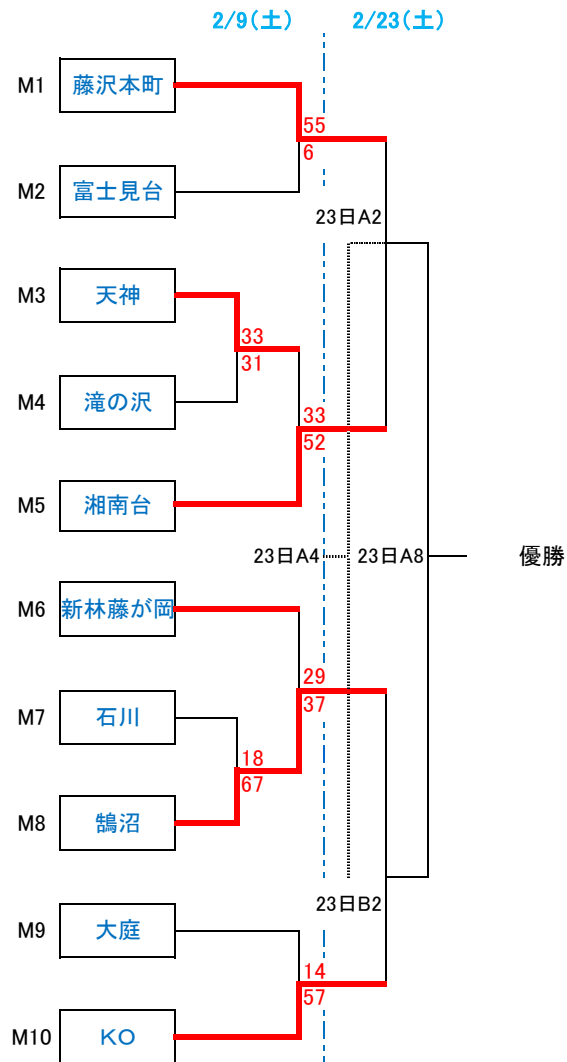 2/9(土) 2/23(土)
M1 藤沢本町
55
6
M2 富士見台
23日A2
M3 天神
33
31
M4 滝の沢
33
52
M5 湘南台
23日A4 23日A8 優勝
M6 新林藤が岡
29
37
M7 石川
18
67
M8 鵠沼
23日B2
M9 大庭
14
57
M10 KO